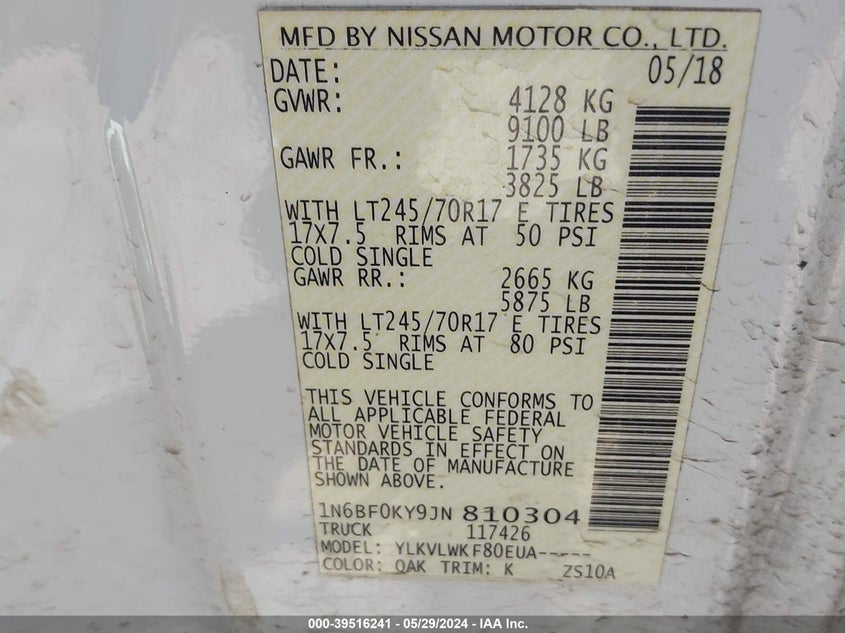 MFD BY NISSAN MOTOR CO., LTD.
DATE: 05/18
GVWR: 4128 KG
9100 LB
GAWR FR.: 1735 KG
3825 LB
WITH LT245/70R17 E TIRES
17X7.5 RIMS AT 50 PSI
COLD SINGLE
GAWR RR.: 2665 KG
5875 LB
WITH LT245/70R17 E TIRES
17X7.5 RIMS AT 80 PSI
COLD SINGLE
THIS VEHICLE CONFORMS TO
ALL APPLICABLE FEDERAL
MOTOR VEHICLE SAFETY
STANDARDS IN EFFECT ON
THE DATE OF MANUFACTURE
SHOWN ABOVE.
1N6BF0KY9JN 810304
TRUCK 117426
MODEL: YLKVLWKF80EUA-----
COLOR: QAK TRIM: K ZS10A
000-39516241 - 05/29/2024 - IAA Inc.